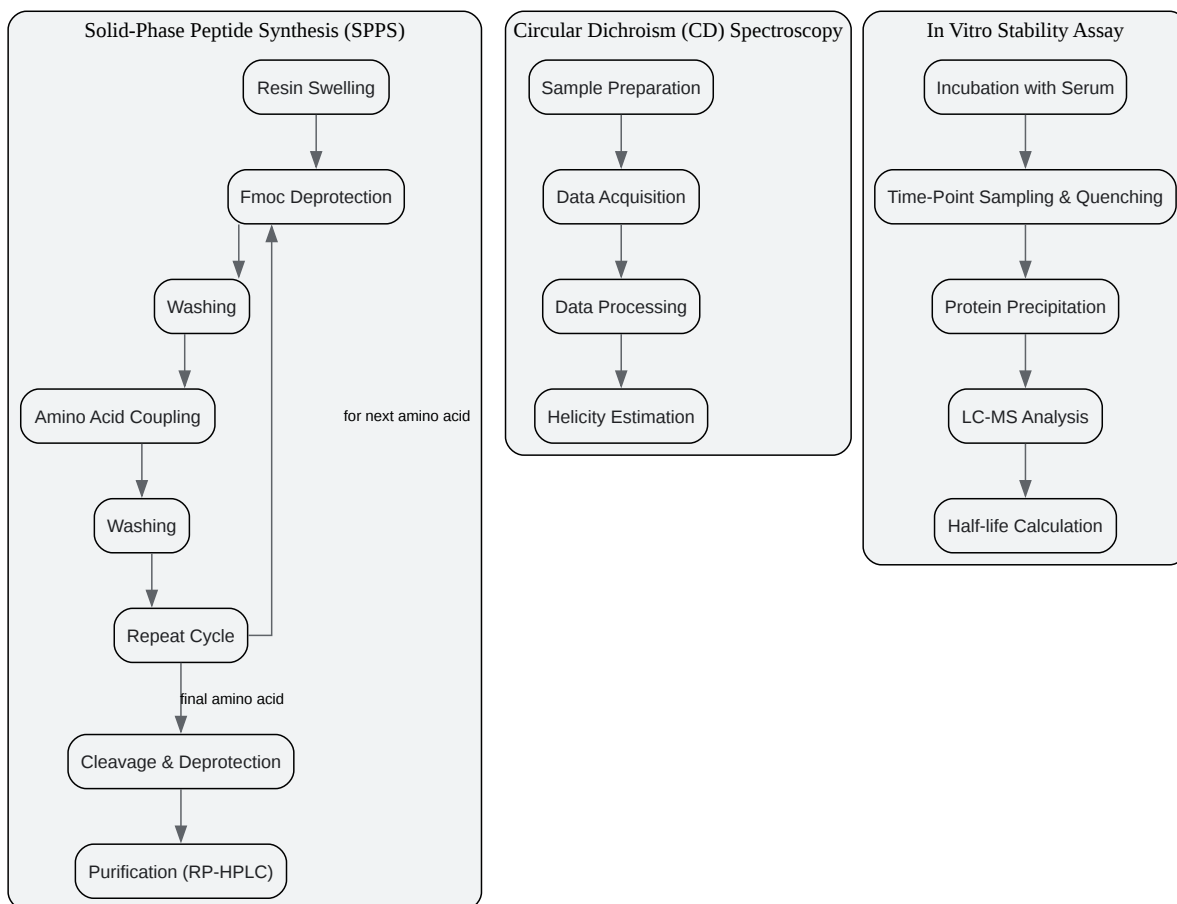 Solid-Phase Peptide Synthesis (SPPS)
Resin Swelling
Fmoc Deprotection
Washing
Amino Acid Coupling
for next amino acid
Washing
Repeat Cycle
final amino acid
Cleavage & Deprotection
Purification (RP-HPLC)
Circular Dichroism (CD) Spectroscopy
Sample Preparation
Data Acquisition
Data Processing
Helicity Estimation
In Vitro Stability Assay
Incubation with Serum
Time-Point Sampling & Quenching
Protein Precipitation
LC-MS Analysis
Half-life Calculation